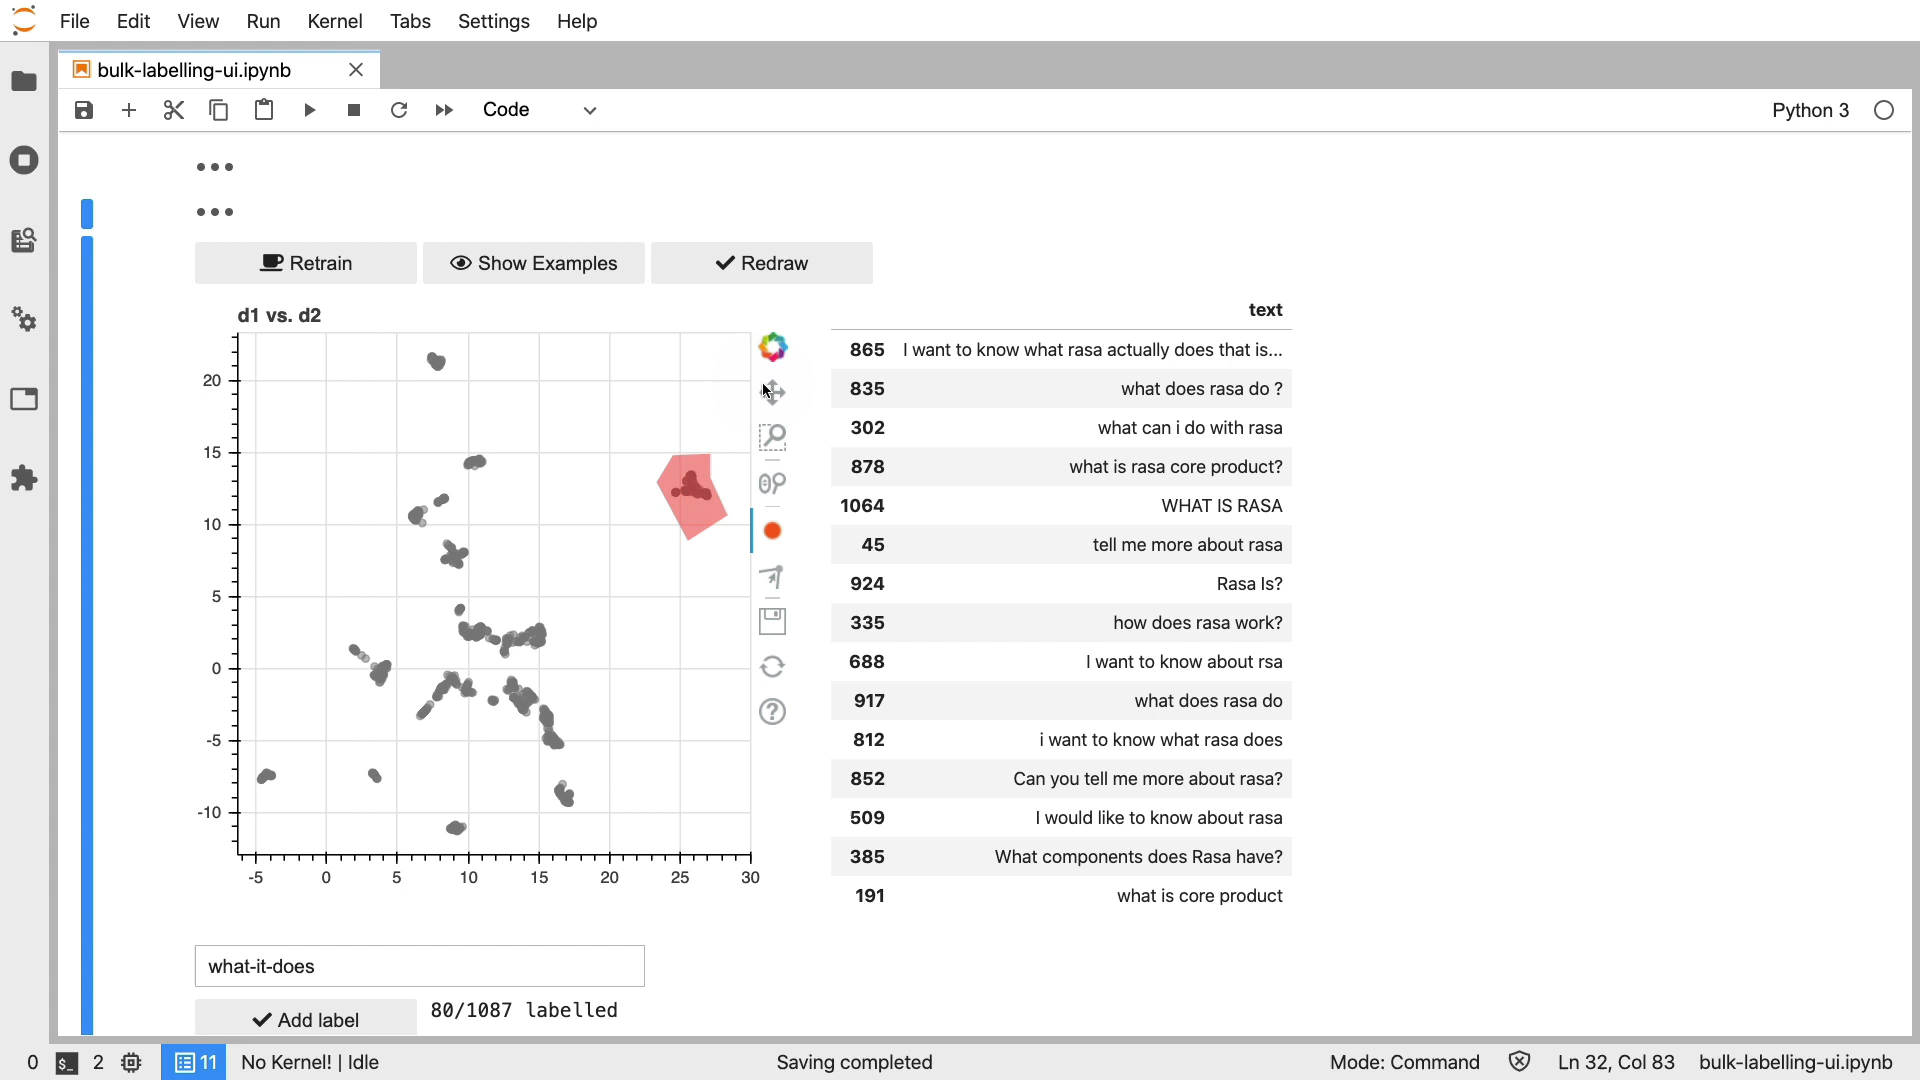 File Edit View Run Kernel Tabs Settings Help
bulk-labelling-ui.ipynb
Code
Python 3
Retrain Show Examples Redraw
d1 vs. d2
20
15
10
5
0
-5
-10
-5 0 5 10 15 20 25 30
text
865 I want to know what rasa actually does that is...
835 what does rasa do ?
302 what can i do with rasa
878 what is rasa core product?
1064 WHAT IS RASA
45 tell me more about rasa
924 Rasa Is?
335 how does rasa work?
688 I want to know about rsa
917 what does rasa do
812 i want to know what rasa does
852 Can you tell me more about rasa?
509 I would like to know about rasa
385 What components does Rasa have?
191 what is core product
what-it-does
Add label 80/1087 labelled
0 $_ 2 11 No Kernel! | Idle Saving completed Mode: Command Ln 32, Col 83 bulk-labelling-ui.ipynb